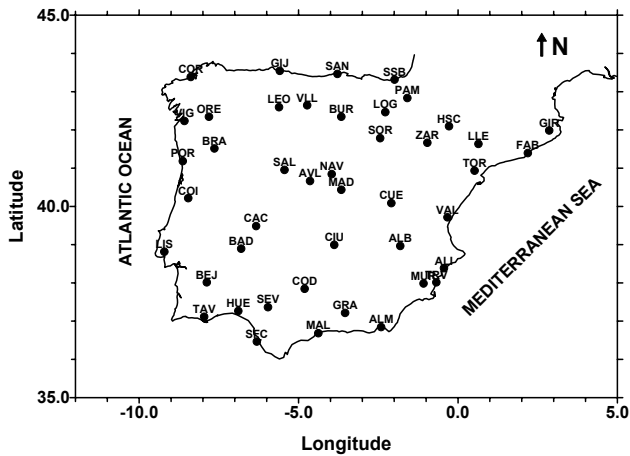 45.0
N
GIJ SAN
COR SSB
PAM
LEO VLL
ORE BUR LOG
VIG HSC
SOR GIR
BRA ZAR LLE
FAB
POR
SAL NAV TOR
AVL
MAD
COI CUE
40.0
VAL
CAC
LIS BAD CIU ALB
ALI
BEJ MUR TRV
COD
HUE SEV GRA
TAV
SFC MAL ALM
35.0
-10.0 -5.0 0.0 5.0
Longitude
Latitude
ATLANTIC OCEAN
MEDITERRANEAN SEA